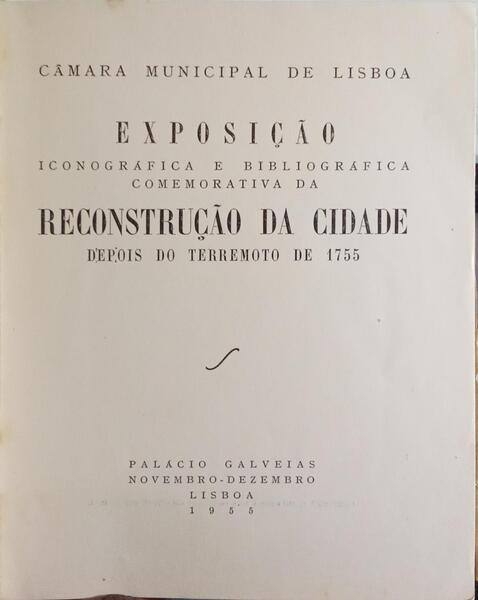 CÂMARA MUNICIPAL DE LISBOA
EXPOSIÇÃO
ICONOGRÁFICA E BIBLIOGRÁFICA
COMEMORATIVA DA
RECONSTRUÇÃO DA CIDADE
DEPOIS DO TERREMOTO DE 1755
PALÁCIO GALVEIAS
NOVEMBRO-DEZEMBRO
LISBOA
1955